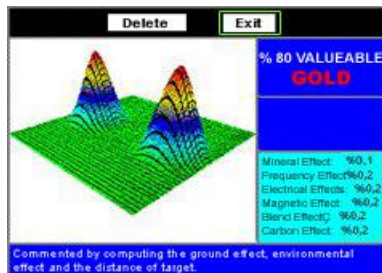 Delete
Exit
% 80 VALUEABLE
GOLD
Mineral Effect: %0,1
Frequency Effect: %0,2
Electrical Effects: %0,2
Magnetic Effect: %0,2
Blend EffectÇ %0,2
Carbon Effect: %0,2
Commented by computing the ground effect, environmental
effect and the distance of target.